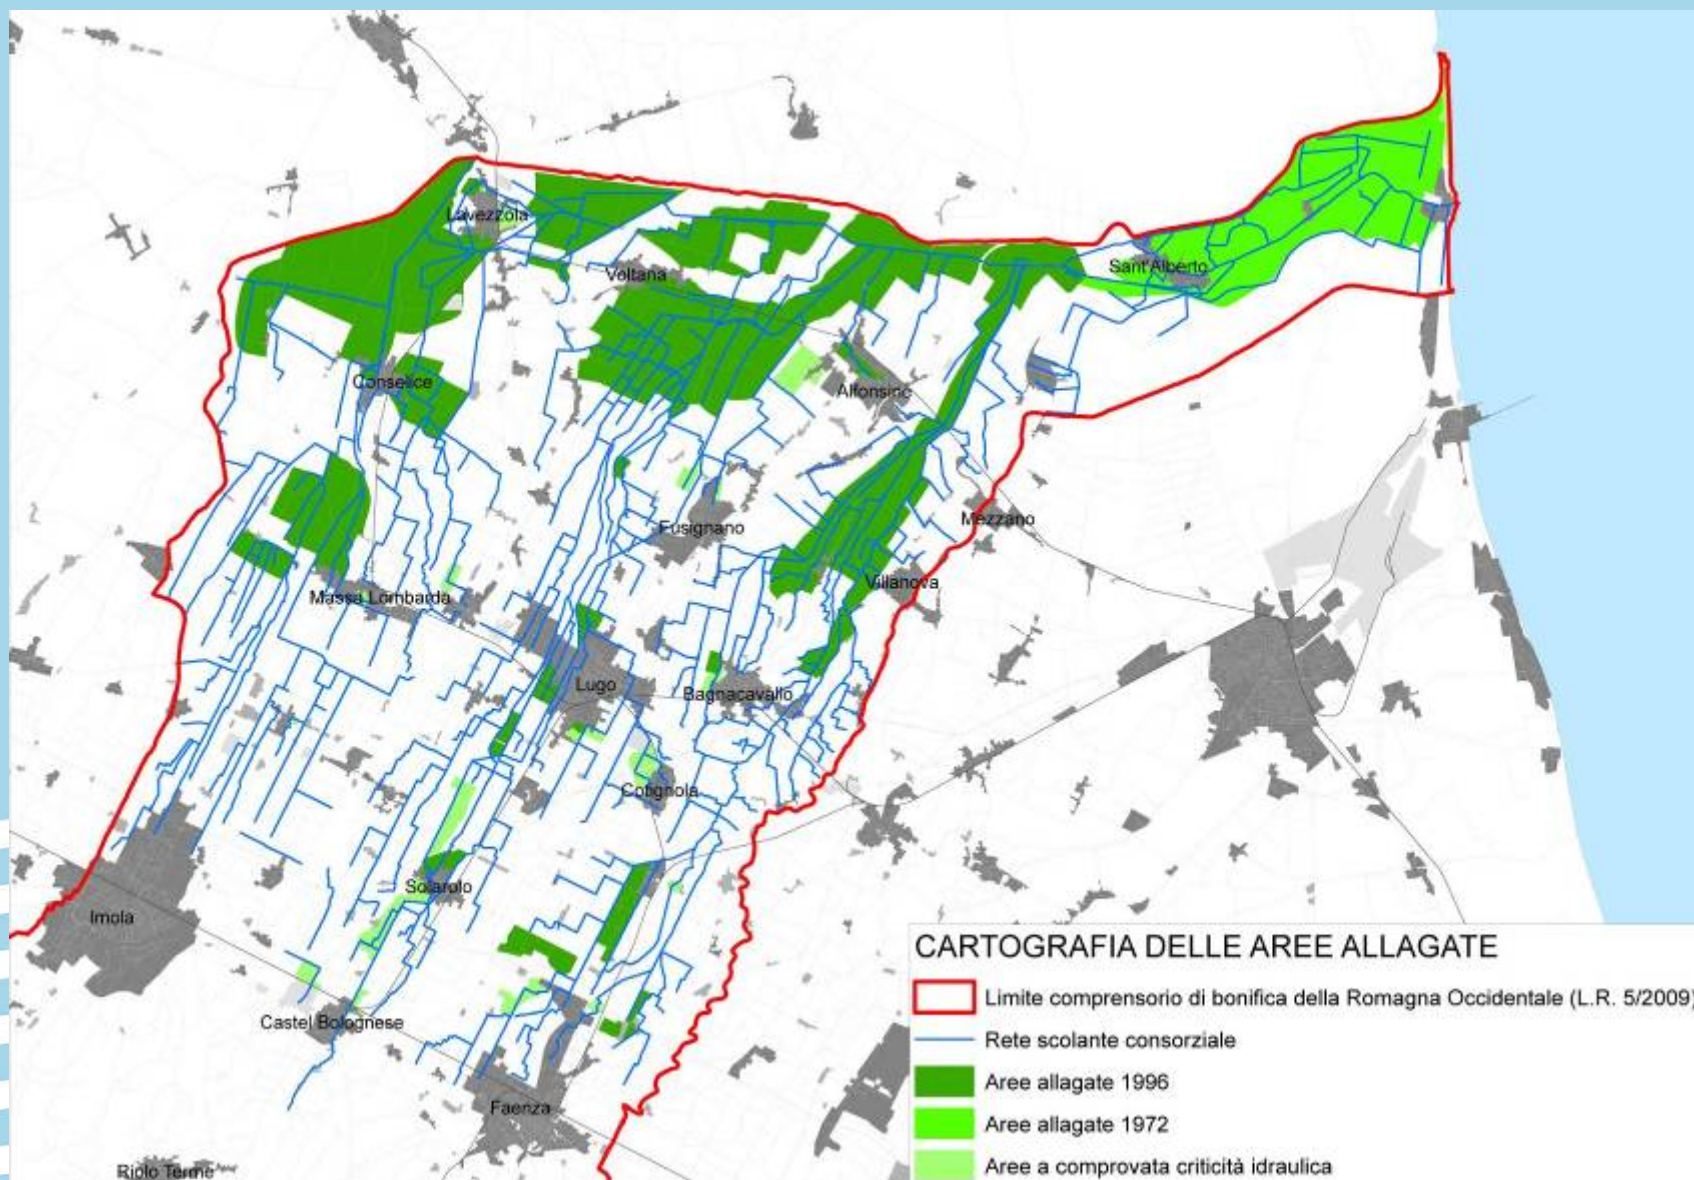 Lavezzola
Voltana
Sant'Alberto
Conselice
Alfonsine
Fusignano
Mezzano
Villanova
Massa Lombarda
Lugo
Bagnacavallo
Cotignola
Solarolo
Imola
Castel Bolognese
Faenza
Riolo Terme
CARTOGRAFIA DELLE AREE ALLAGATE
Limite comprensorio di bonifica della Romagna Occidentale (L.R. 5/2009)
Rete scolante consorziale
Aree allagate 1996
Aree allagate 1972
Aree a comprovata criticità idraulica